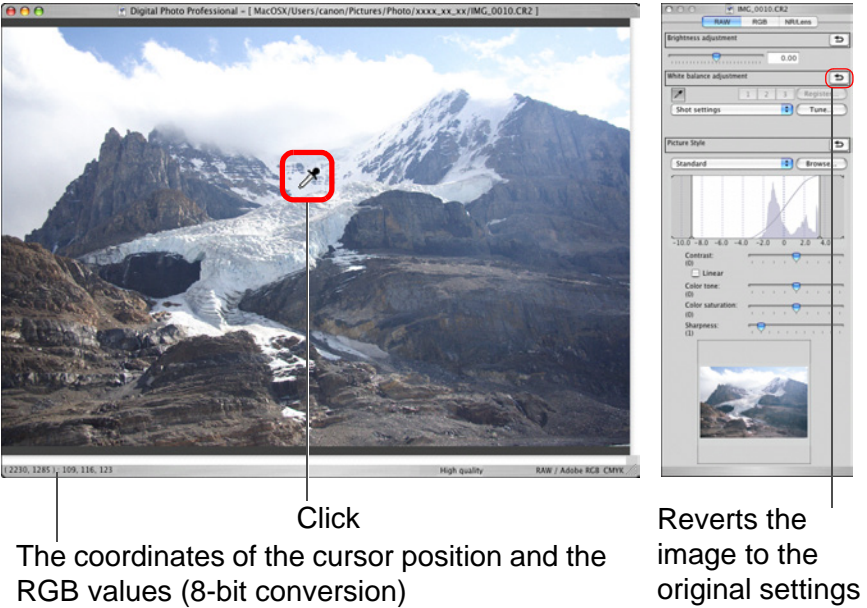 Digital Photo Professional – [ MacOSX/Users/canon/Pictures/Photo/xxxx_xx_xx/IMG_0010.CR2 ]
( 2230, 1285 ), 109, 116, 123
High quality
RAW / Adobe RGB CMYK
Click
The coordinates of the cursor position and the
RGB values (8-bit conversion)
IMG_0010.CR2
RAW RGB NR/Lens
Brightness adjustment
0.00
White balance adjustment
1 2 3 Register...
Shot settings Tune...
Picture Style
Standard Browse...
-10.0 -8.0 -6.0 -4.0 -2.0 0 2.0 4.0
Contrast:
(0)
Linear
Color tone:
(0)
Color saturation:
(0)
Sharpness:
(1)
Reverts the
image to the
original settings